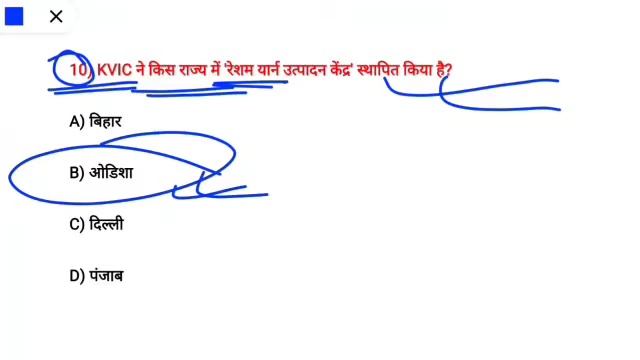 10) KVIC ने किस राज्य में 'रेशम यार्न उत्पादन केंद्र' स्थापित किया है?
A) बिहार
B) ओडिशा
C) दिल्ली
D) पंजाब